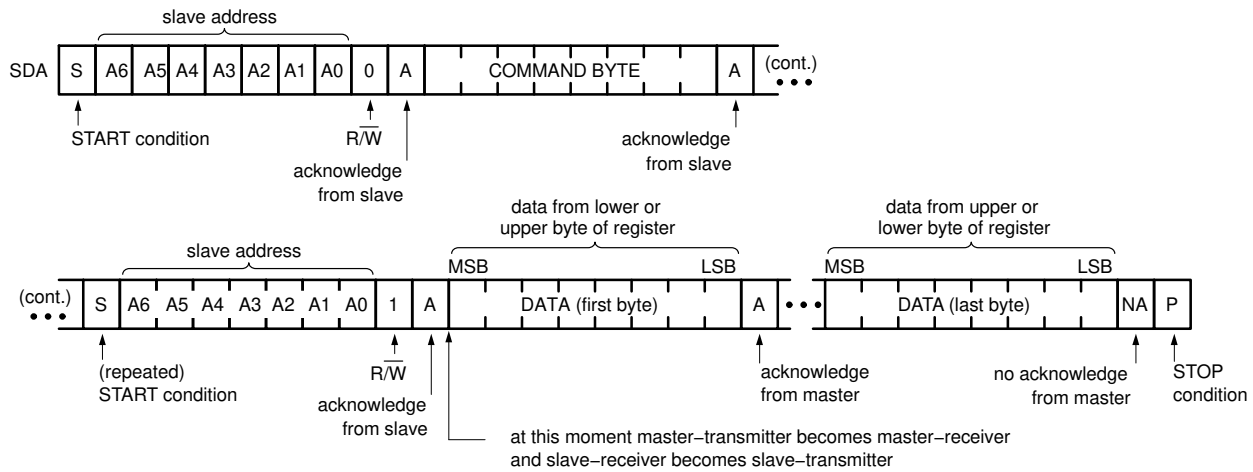 slave address
SDA S A6 A5 A4 A3 A2 A1 A0 0 A COMMAND BYTE A (cont.)
START condition
R/W̅
acknowledge
from slave
acknowledge
from slave
data from lower or
upper byte of register
data from upper or
lower byte of register
slave address
MSB LSB MSB LSB
(cont.) S A6 A5 A4 A3 A2 A1 A0 1 A DATA (first byte) A DATA (last byte) NA P
(repeated)
START condition
R/W̅
acknowledge
from slave
acknowledge
from master
no acknowledge
from master
STOP
condition
at this moment master−transmitter becomes master−receiver
and slave−receiver becomes slave−transmitter